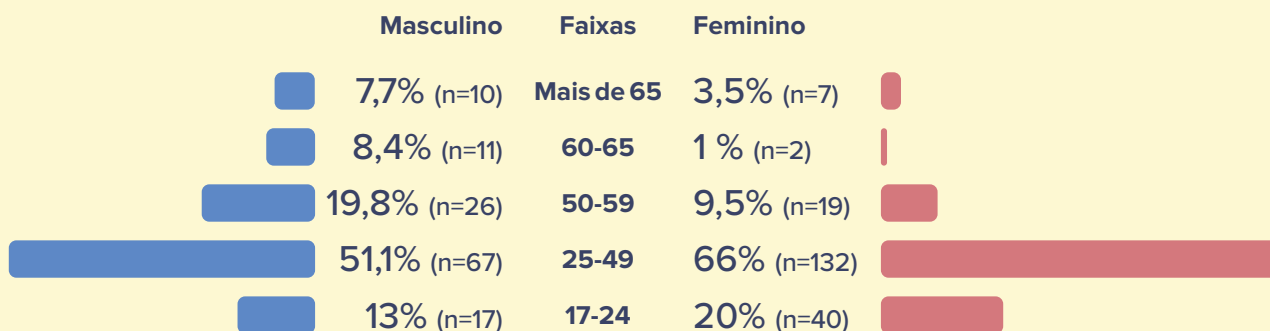 Masculino Faixas Feminino
7,7% (n=10) Mais de 65 3,5% (n=7)
8,4% (n=11) 60-65 1 % (n=2)
19,8% (n=26) 50-59 9,5% (n=19)
51,1% (n=67) 25-49 66% (n=132)
13% (n=17) 17-24 20% (n=40)